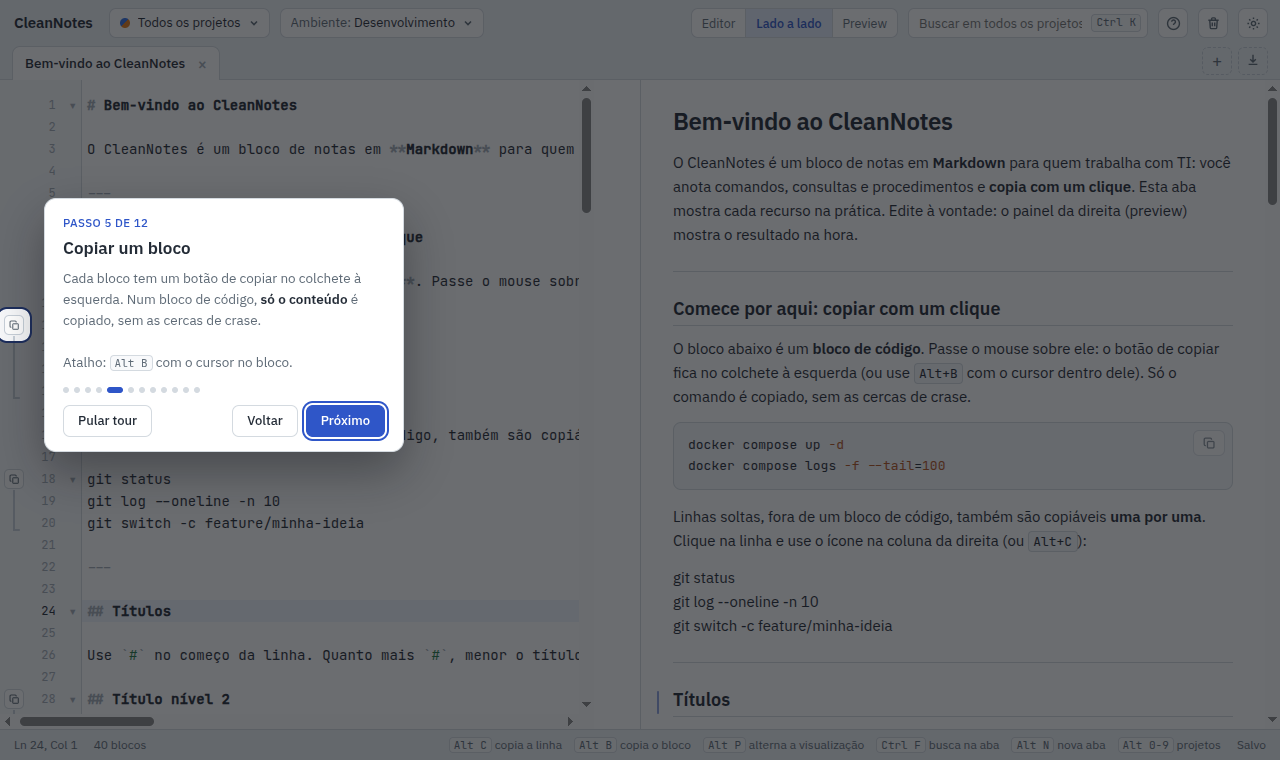 CleanNotes
Todos os projetos
Ambiente: Desenvolvimento
Editor
Lado a lado
Preview
Buscar em todos os projetos
Ctrl K
Bem-vindo ao CleanNotes ×
+
1 # Bem-vindo ao CleanNotes
2
3 O CleanNotes é um bloco de notas em **Markdown** para quem
4
5 ---
PASSO 5 DE 12
Copiar um bloco
Cada bloco tem um botão de copiar no colchete à
esquerda. Num bloco de código, só o conteúdo é
copiado, sem as cercas de crase.
Atalho: Alt B com o cursor no bloco.
Pular tour
Voltar
Próximo
que
*. Passe o mouse sobr
igo, também são copiá
17
18 git status
19 git log --oneline -n 10
20 git switch -c feature/minha-ideia
21
22 ---
23
24 ## Títulos
25
26 Use `#` no começo da linha. Quanto mais `#`, menor o título
27
28 ## Título nível 2
Bem-vindo ao CleanNotes
O CleanNotes é um bloco de notas em Markdown para quem trabalha com TI: você
anota comandos, consultas e procedimentos e copia com um clique. Esta aba
mostra cada recurso na prática. Edite à vontade: o painel da direita (preview)
mostra o resultado na hora.
Comece por aqui: copiar com um clique
O bloco abaixo é um bloco de código. Passe o mouse sobre ele: o botão de copiar
fica no colchete à esquerda (ou use Alt+B com o cursor dentro dele). Só o
comando é copiado, sem as cercas de crase.
docker compose up -d
docker compose logs -f --tail=100
Linhas soltas, fora de um bloco de código, também são copiáveis uma por uma.
Clique na linha e use o ícone na coluna da direita (ou Alt+C):
git status
git log --oneline -n 10
git switch -c feature/minha-ideia
Títulos
Ln 24, Col 1
40 blocos
Alt C copia a linha
Alt B copia o bloco
Alt P alterna a visualização
Ctrl F busca na aba
Alt N nova aba
Alt 0-9 projetos
Salvo